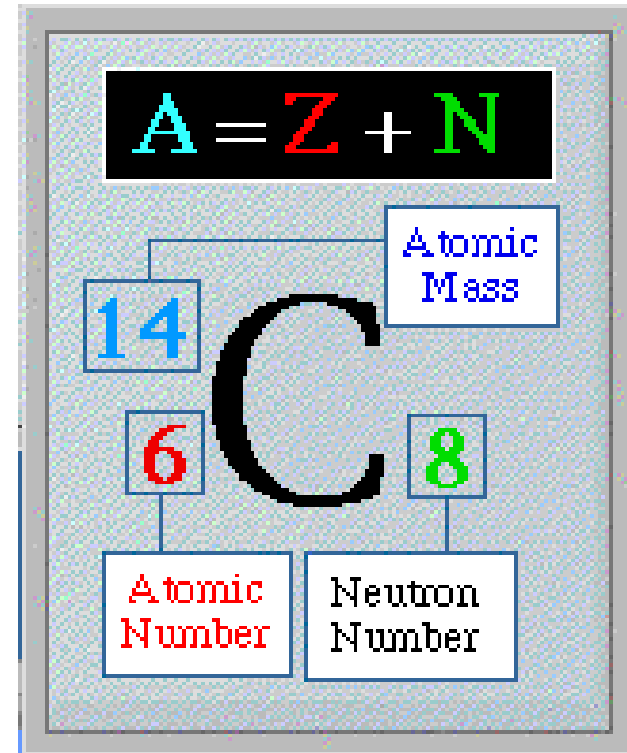 A = Z + N
Atomic
Mass
14
C
6
8
Atomic
Number
Neutron
Number